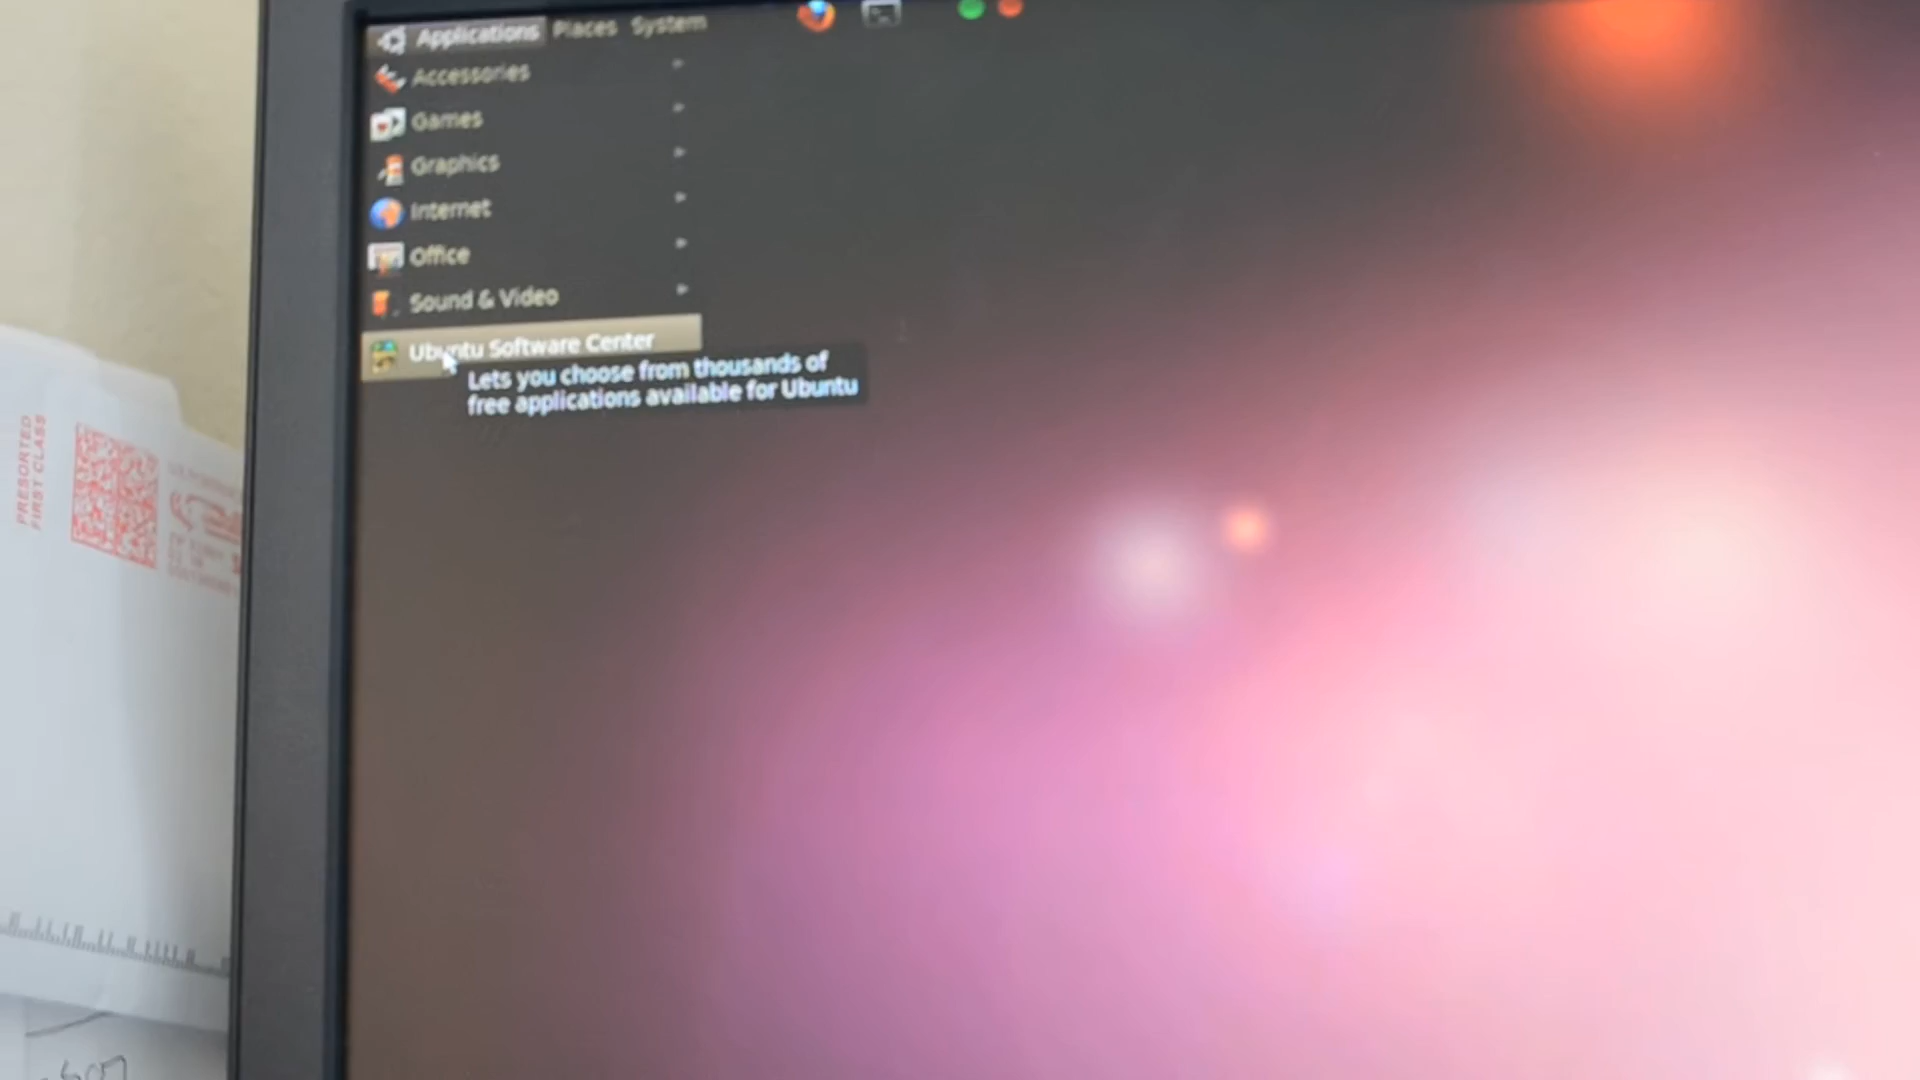 Applications Places System
Accessories
Games
Graphics
Internet
Office
Sound & Video
Ubuntu Software Center
Lets you choose from thousands of
free applications available for Ubuntu
PRESORTED
FIRST CLASS